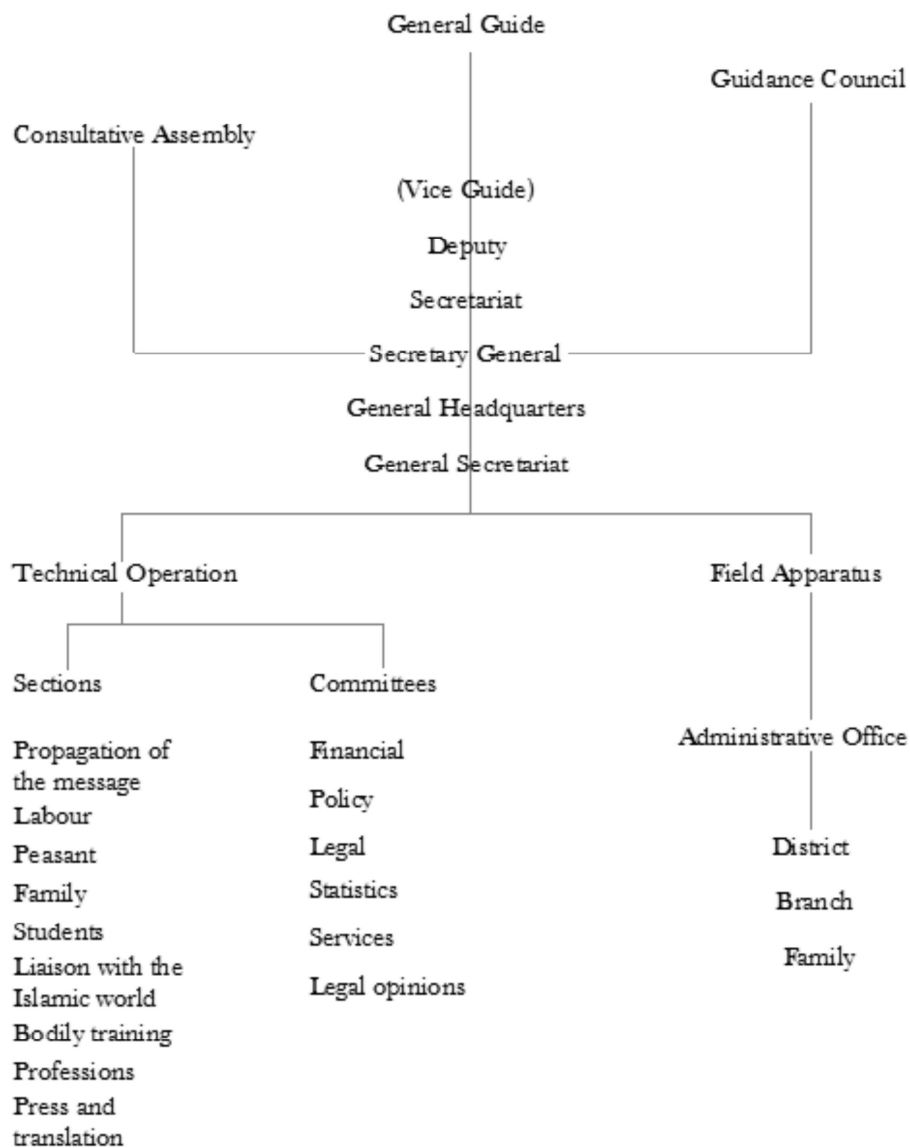 General Guide
Guidance Council
Consultative Assembly
(Vice Guide)
Deputy
Secretariat
Secretary General
General Headquarters
General Secretariat
Technical Operation
Field Apparatus
Sections
Committees
Propagation of
the message
Labour
Peasant
Family
Students
Liaison with the
Islamic world
Bodily training
Professions
Press and
translation
Financial
Policy
Legal
Statistics
Services
Legal opinions
Administrative Office
District
Branch
Family